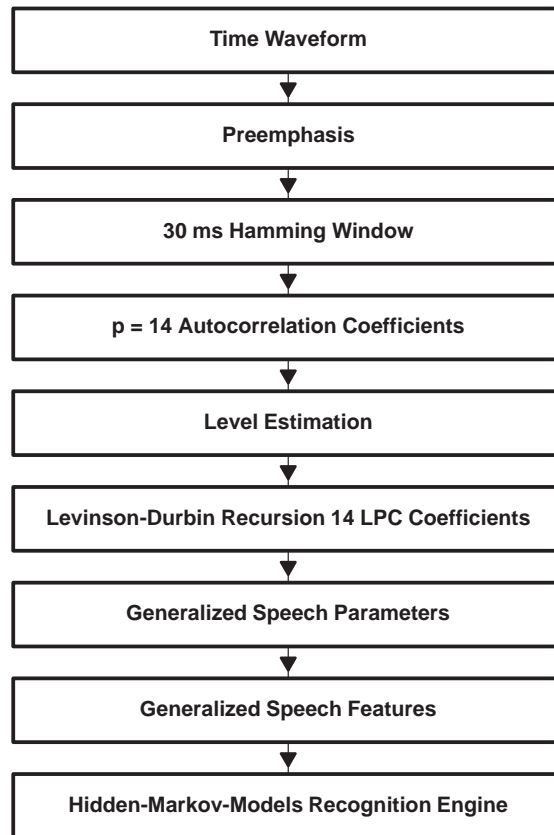 Time Waveform
Preemphasis
30 ms Hamming Window
p = 14 Autocorrelation Coefficients
Level Estimation
Levinson-Durbin Recursion 14 LPC Coefficients
Generalized Speech Parameters
Generalized Speech Features
Hidden-Markov-Models Recognition Engine